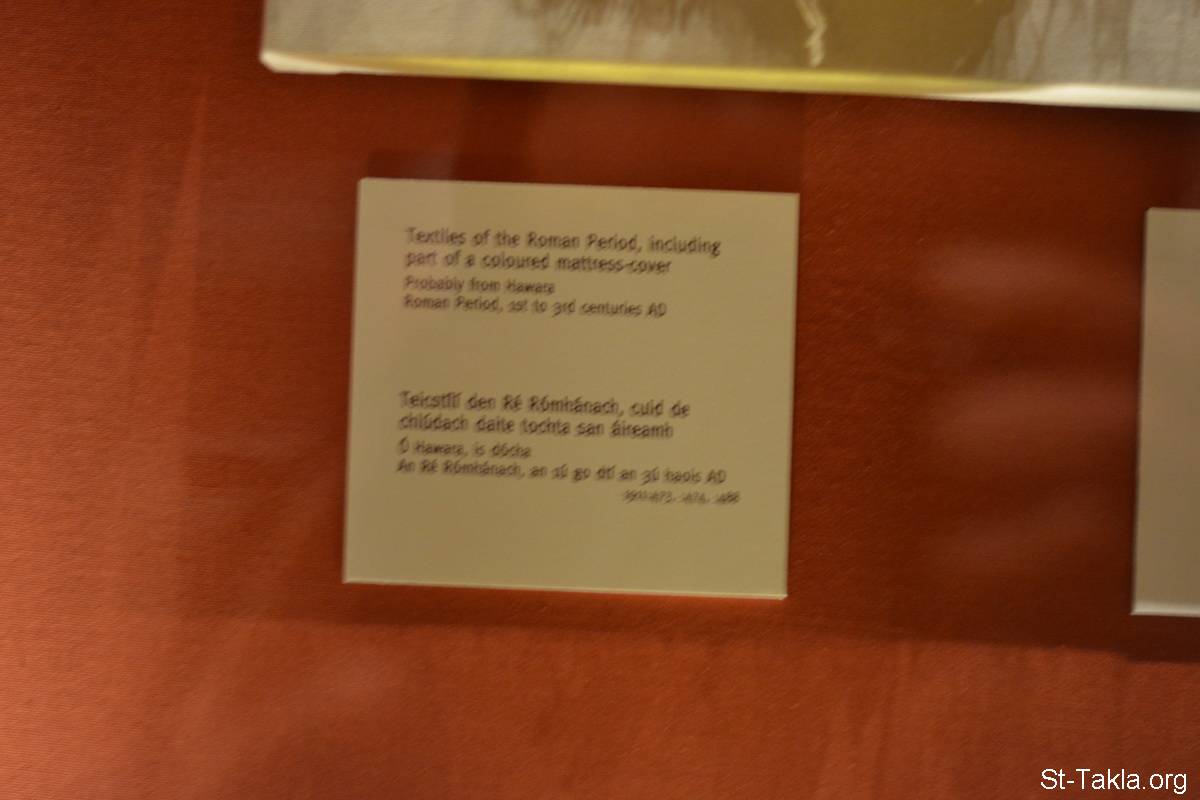 Textiles of the Roman Period, including
part of a coloured mattress-cover
Probably from Hawara
Roman Period, 1st to 3rd centuries AD
Teicstílí den Ré Rómhánach, cuid de
chlúdach daite tochta san áireamh
Ó Hawara, is dócha
An Ré Rómhánach, an 1ú go dtí an 3ú haois AD
St-Takla.org